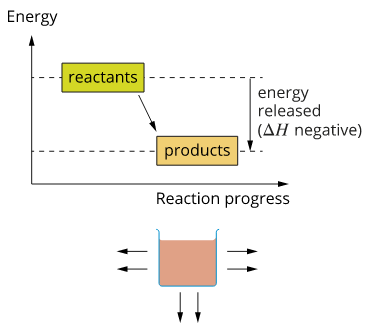 Energy
reactants
energy
released
(ΔH negative)
products
Reaction progress